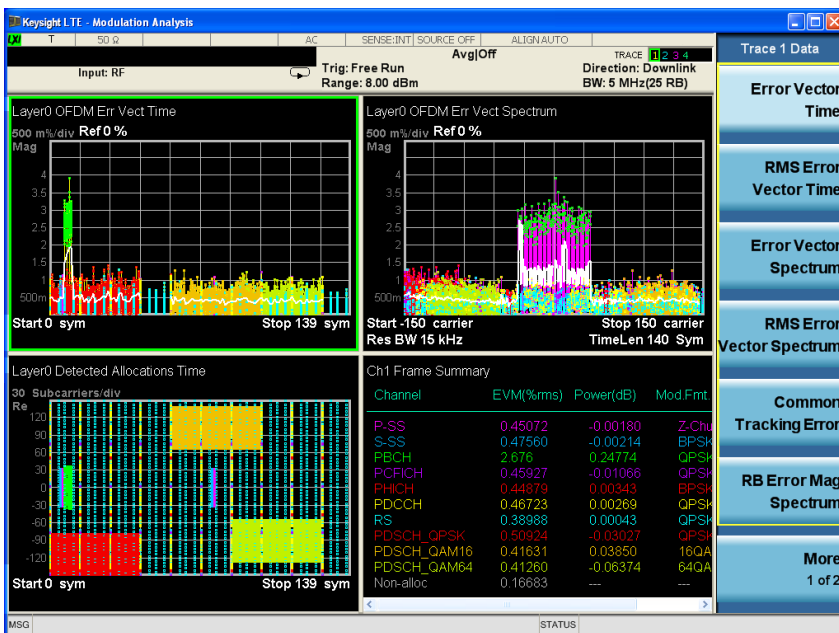 Keysight LTE - Modulation Analysis
LXI T 50 Ω AC SENSE:INT SOURCE OFF ALIGN AUTO
Avg|Off TRACE 1 2 3 4
Input: RF Trig: Free Run Direction: Downlink
Range: 8.00 dBm BW: 5 MHz(25 RB)
Trace 1 Data
Error Vector
Time
RMS Error
Vector Time
Error Vector
Spectrum
RMS Error
Vector Spectrum
Common
Tracking Error
RB Error Mag
Spectrum
More
1 of 2
Layer0 OFDM Err Vect Time
500 m%/div Ref 0 %
Mag
4
3.5
3
2.5
2
1.5
1
500m
Start 0 sym Stop 139 sym
Layer0 OFDM Err Vect Spectrum
500 m%/div Ref 0 %
Mag
4
3.5
3
2.5
2
1.5
1
500m
Start -150 carrier Stop 150 carrier
Res BW 15 kHz TimeLen 140 Sym
Layer0 Detected Allocations Time
30 Subcarriers/div
Re
120
90
60
30
0
-30
-60
-90
-120
Start 0 sym Stop 139 sym
Ch1 Frame Summary
Channel EVM(%rms) Power(dB) Mod.Fmt.
P-SS 0.45072 -0.00180 Z-Chu
S-SS 0.47560 -0.00214 BPSK
PBCH 2.676 0.24774 QPSK
PCFICH 0.45927 -0.01066 QPSK
PHICH 0.44879 0.00343 BPSK
PDCCH 0.46723 0.00269 QPSK
RS 0.38988 0.00043 QPSK
PDSCH_QPSK 0.50924 -0.03027 QPSK
PDSCH_QAM16 0.41631 0.03850 16QA
PDSCH_QAM64 0.41260 -0.06374 64QA
Non-alloc 0.16683 --- ---
MSG STATUS